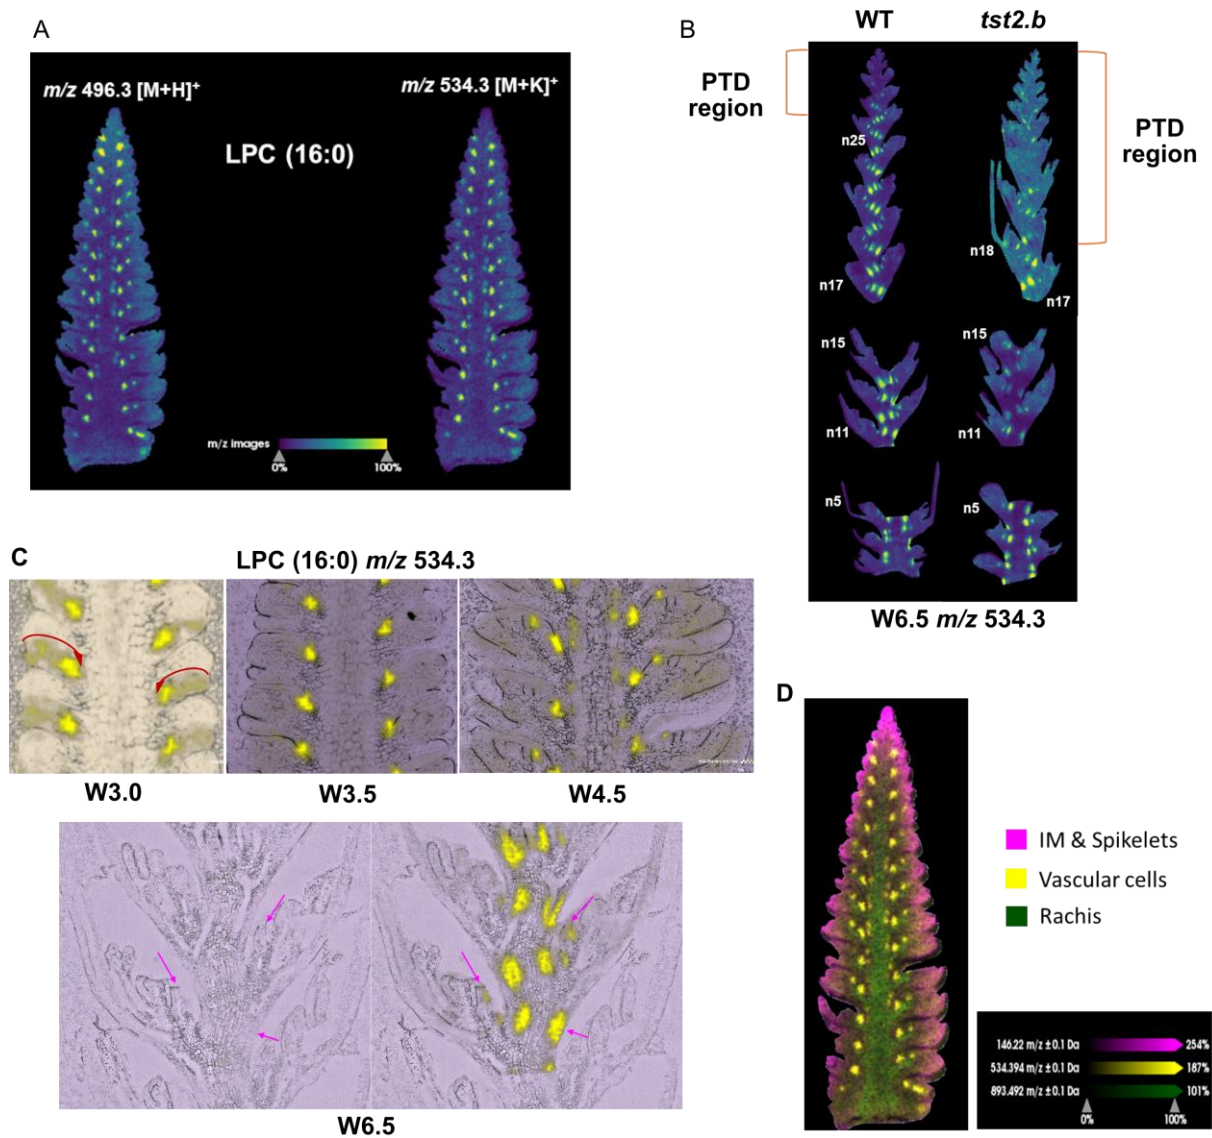 A
m/z 496.3 [M+H]+
m/z 534.3 [M+K]+
LPC (16:0)
m/z images
0%
100%
B
WT
tst2.b
PTD
region
PTD
region
n25
n18
n17
n17
n15
n15
n11
n11
n5
n5
W6.5 m/z 534.3
C
LPC (16:0) m/z 534.3
W3.0
W3.5
W4.5
W6.5
D
IM & Spikelets
Vascular cells
Rachis
146.22 m/z ± 0.1 Da
254%
534.394 m/z ± 0.1 Da
187%
893.492 m/z ± 0.1 Da
101%
0%
100%